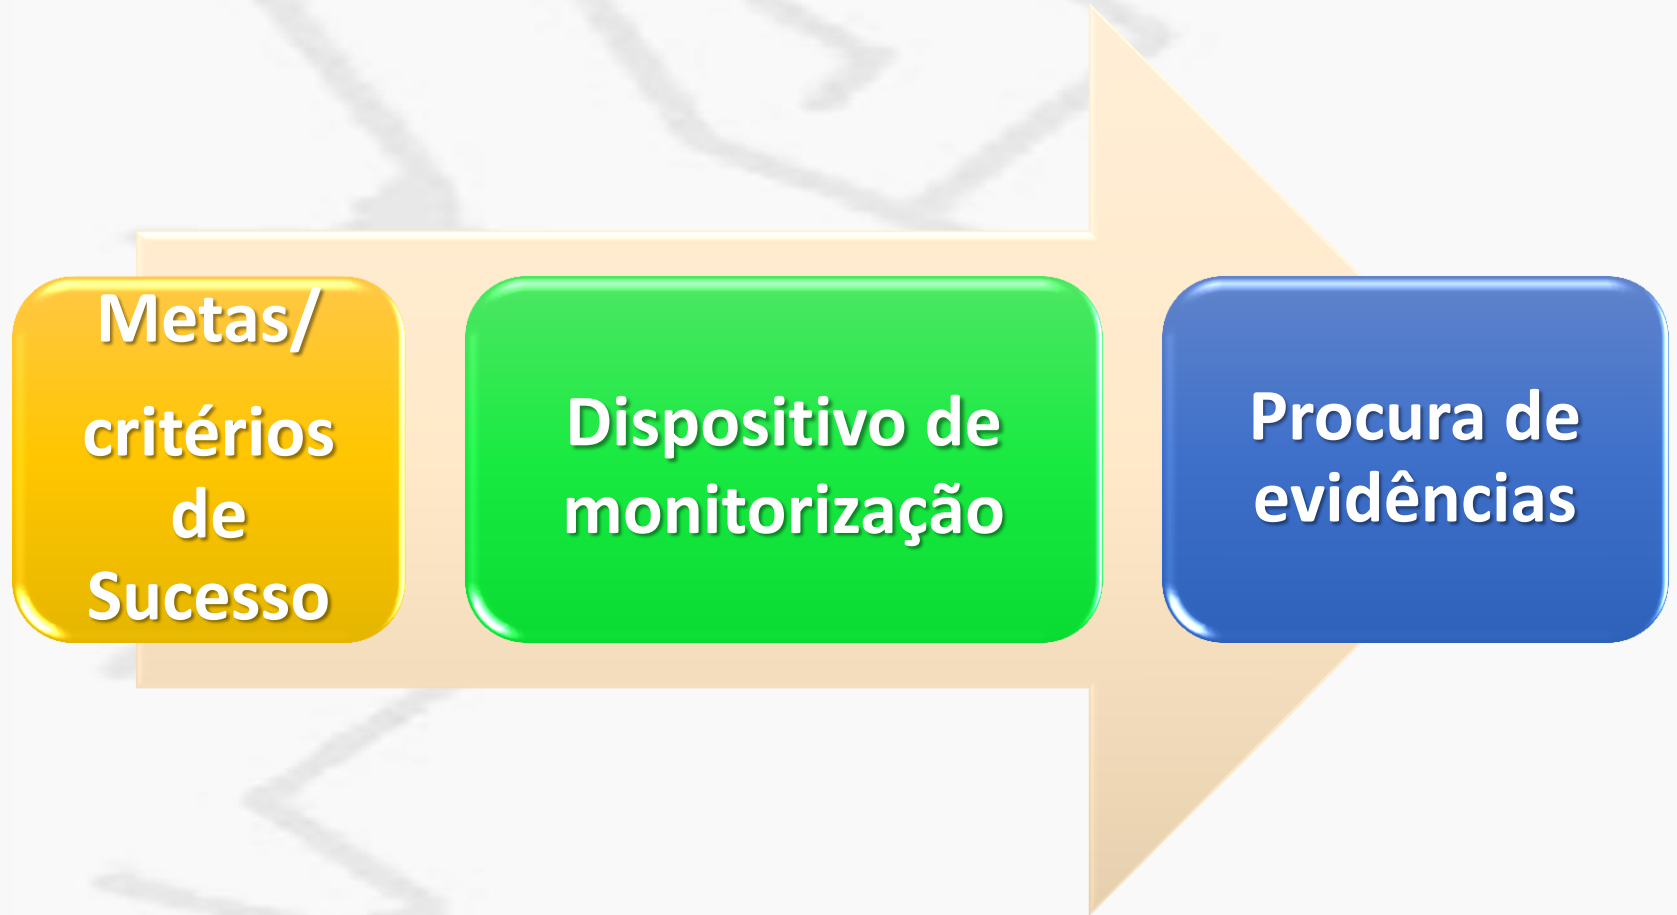 Metas/
critérios
de
Sucesso
Dispositivo de
monitorização
Procura de
evidências